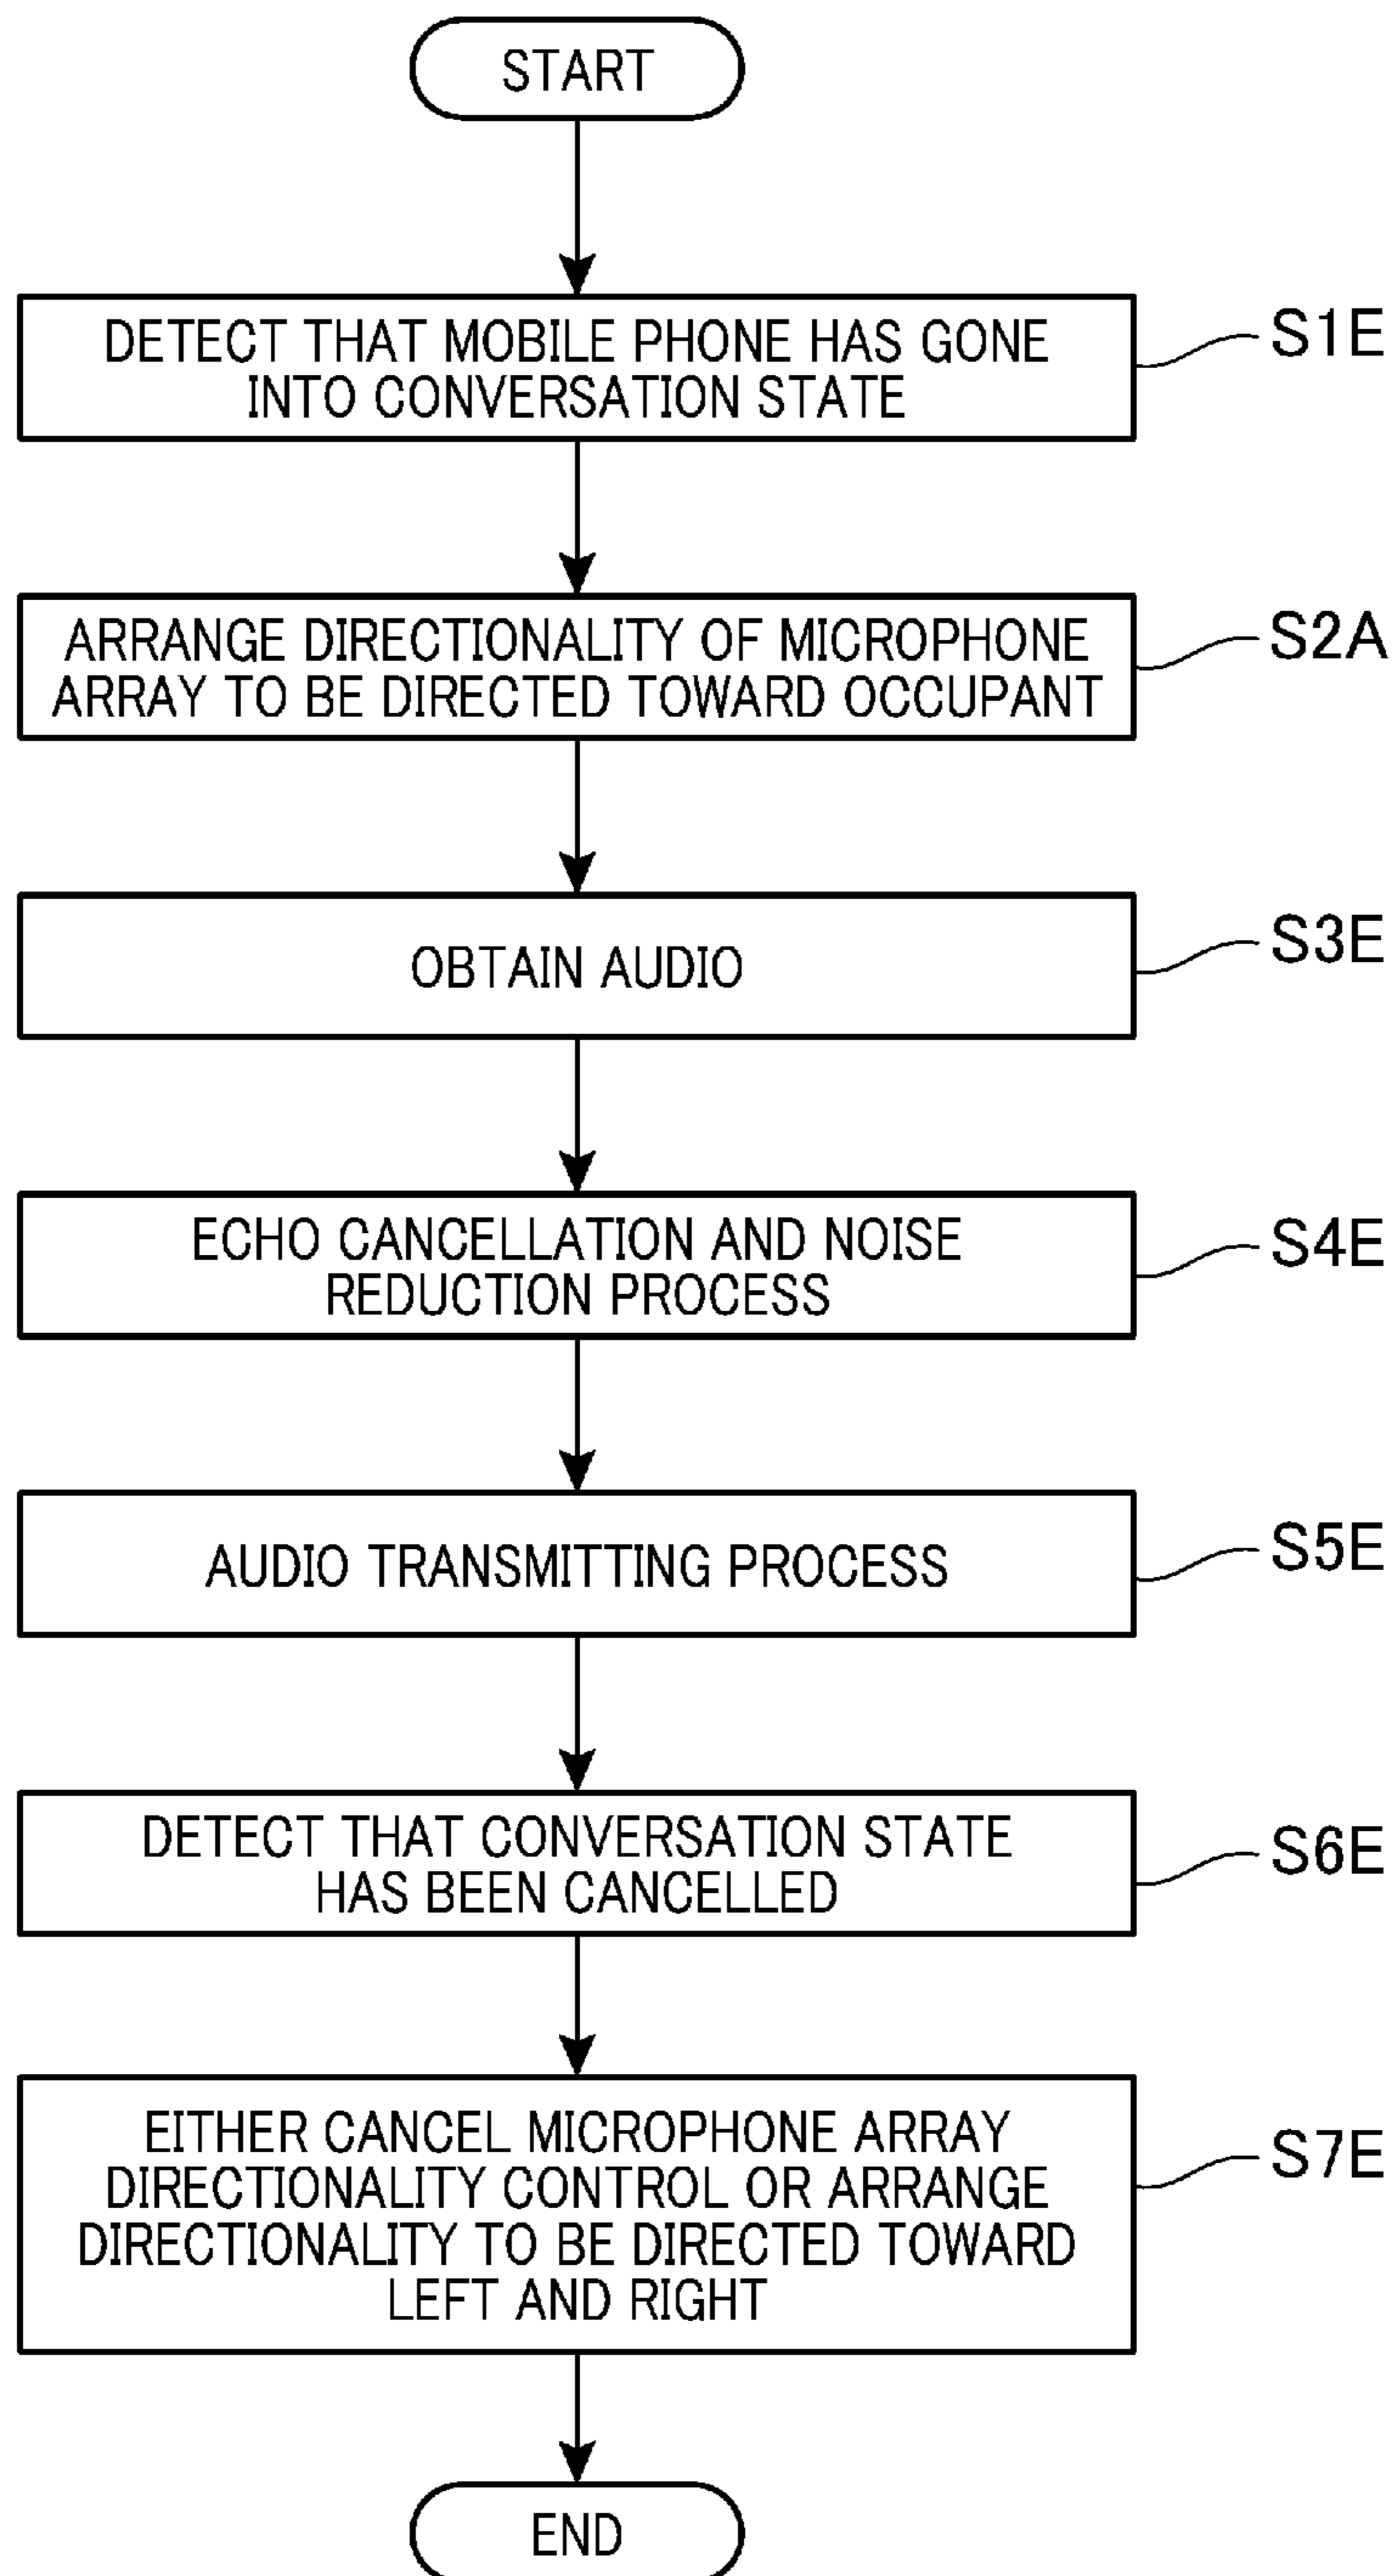 START
DETECT THAT MOBILE PHONE HAS GONE
INTO CONVERSATION STATE
S1E
ARRANGE DIRECTIONALITY OF MICROPHONE
ARRAY TO BE DIRECTED TOWARD OCCUPANT
S2A
OBTAIN AUDIO
S3E
ECHO CANCELLATION AND NOISE
REDUCTION PROCESS
S4E
AUDIO TRANSMITTING PROCESS
S5E
DETECT THAT CONVERSATION STATE
HAS BEEN CANCELLED
S6E
EITHER CANCEL MICROPHONE ARRAY
DIRECTIONALITY CONTROL OR ARRANGE
DIRECTIONALITY TO BE DIRECTED TOWARD
LEFT AND RIGHT
S7E
END